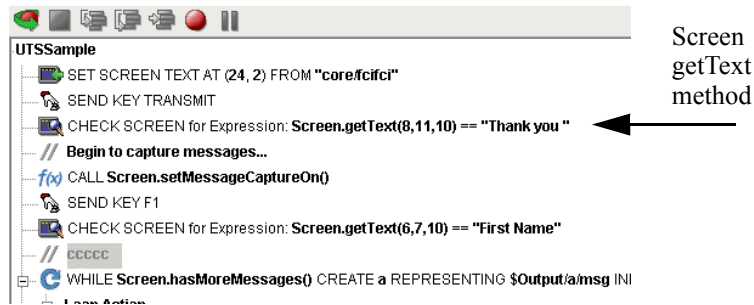 UTSSample
SET SCREEN TEXT AT (24, 2) FROM "core/fcifci"
SEND KEY TRANSMIT
CHECK SCREEN for Expression: Screen.getText(8,11,10) == "Thank you "
// Begin to capture messages...
f(x) CALL Screen.setMessageCaptureOn()
SEND KEY F1
CHECK SCREEN for Expression: Screen.getText(6,7,10) == "First Name"
// ccccc
WHILE Screen.hasMoreMessages() CREATE a REPRESENTING $Output/a/msg INI
Loop Action
Screen
getText
method